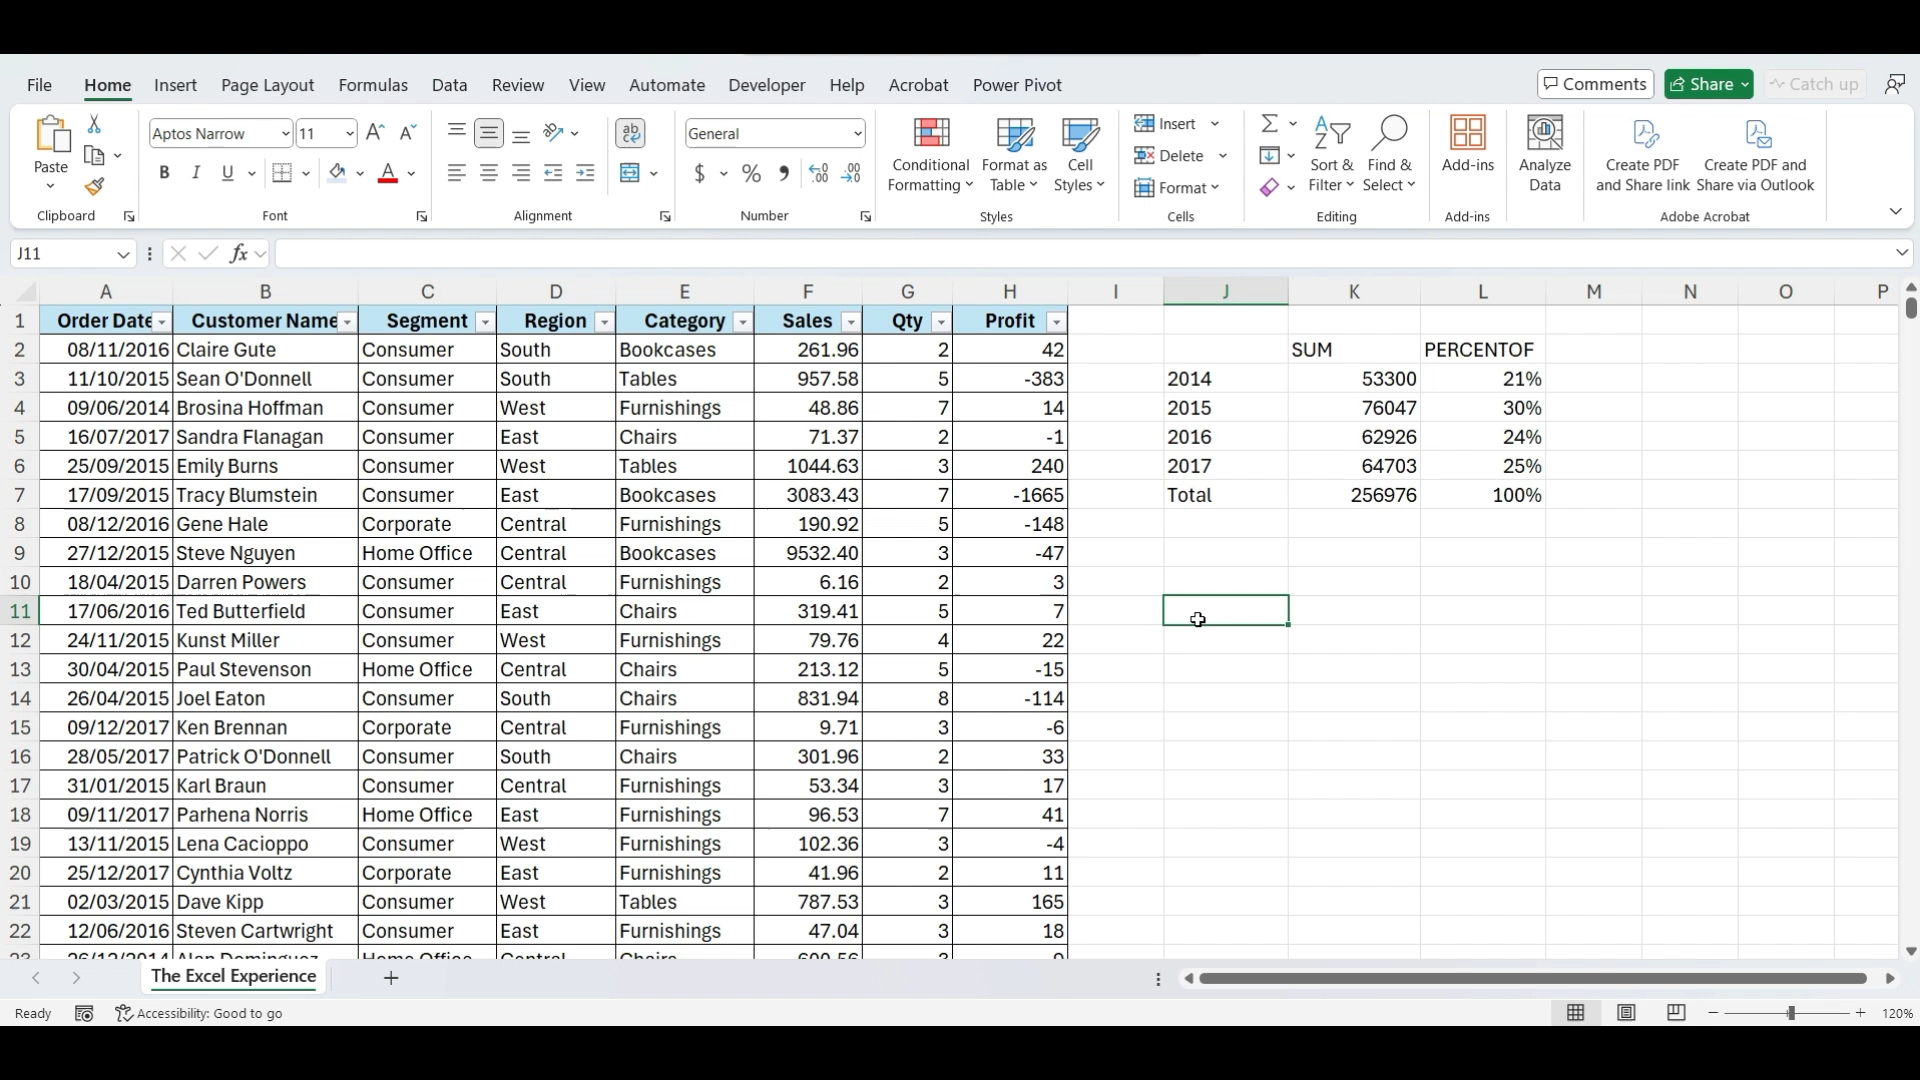 File Home Insert Page Layout Formulas Data Review View Automate Developer Help Acrobat Power Pivot Comments Share Catch up
Paste
Clipboard
Aptos Narrow 11
B I U A
Font
ab
Alignment
General
$ % 9 .00
Number
Conditional Formatting
Format as Table
Cell Styles
Styles
Insert
Delete
Format
Cells
Sort & Filter
Find & Select
Editing
Add-ins
Add-ins
Analyze Data
Create PDF and Share link
Create PDF and Share via Outlook
Adobe Acrobat
J11 fx
A B C D E F G H I J K L M N O P
1 Order Date Customer Name Segment Region Category Sales Qty Profit
2 08/11/2016 Claire Gute Consumer South Bookcases 261.96 2 42 SUM PERCENTOF
3 11/10/2015 Sean O'Donnell Consumer South Tables 957.58 5 -383 2014 53300 21%
4 09/06/2014 Brosina Hoffman Consumer West Furnishings 48.86 7 14 2015 76047 30%
5 16/07/2017 Sandra Flanagan Consumer East Chairs 71.37 2 -1 2016 62926 24%
6 25/09/2015 Emily Burns Consumer West Tables 1044.63 3 240 2017 64703 25%
7 17/09/2015 Tracy Blumstein Consumer East Bookcases 3083.43 7 -1665 Total 256976 100%
8 08/12/2016 Gene Hale Corporate Central Furnishings 190.92 5 -148
9 27/12/2015 Steve Nguyen Home Office Central Bookcases 9532.40 3 -47
10 18/04/2015 Darren Powers Consumer Central Furnishings 6.16 2 3
11 17/06/2016 Ted Butterfield Consumer East Chairs 319.41 5 7
12 24/11/2015 Kunst Miller Consumer West Furnishings 79.76 4 22
13 30/04/2015 Paul Stevenson Home Office Central Chairs 213.12 5 -15
14 26/04/2015 Joel Eaton Consumer South Chairs 831.94 8 -114
15 09/12/2017 Ken Brennan Corporate Central Furnishings 9.71 3 -6
16 28/05/2017 Patrick O'Donnell Consumer South Chairs 301.96 2 33
17 31/01/2015 Karl Braun Consumer Central Furnishings 53.34 3 17
18 09/11/2017 Parhena Norris Home Office East Furnishings 96.53 7 41
19 13/11/2015 Lena Cacioppo Consumer West Furnishings 102.36 3 -4
20 25/12/2017 Cynthia Voltz Corporate East Furnishings 41.96 2 11
21 02/03/2015 Dave Kipp Consumer West Tables 787.53 3 165
22 12/06/2016 Steven Cartwright Consumer East Furnishings 47.04 3 18
The Excel Experience
Ready Accessibility: Good to go 120%